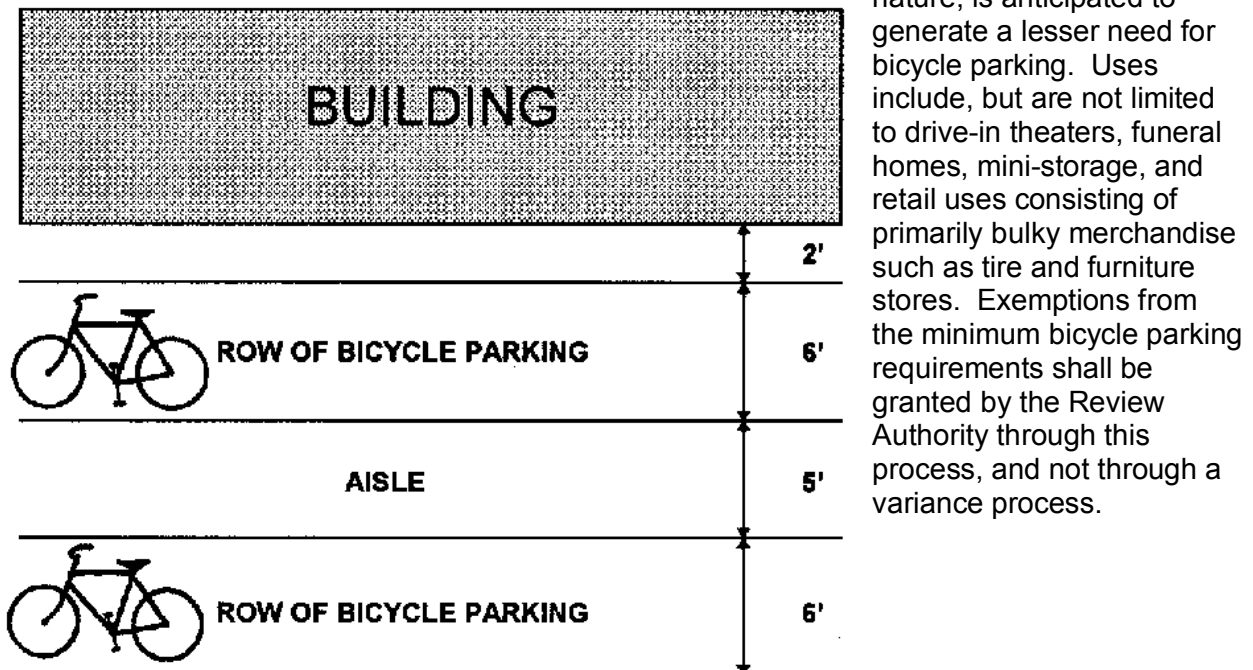 BUILDING
2'
ROW OF BICYCLE PARKING 6'
AISLE 5'
ROW OF BICYCLE PARKING 6'
nature, is anticipated to
generate a lesser need for
bicycle parking.  Uses
include, but are not limited
to drive-in theaters, funeral
homes, mini-storage, and
retail uses consisting of
primarily bulky merchandise
such as tire and furniture
stores.  Exemptions from
the minimum bicycle parking
requirements shall be
granted by the Review
Authority through this
process, and not through a
variance process.